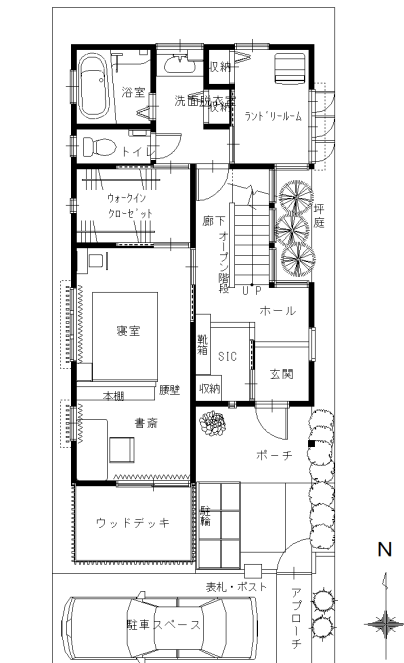 浴室
収納
洗面脱衣室
収納
ランドリールーム
トイレ
ウォークイン
クローゼット
廊下
オープン階段
坪庭
UP
ホール
寝室
靴箱
SIC
玄関
収納
本棚
腰壁
書斎
ポーチ
ウッドデッキ
駐輪
表札・ポスト
駐車スペース
アプローチ
N